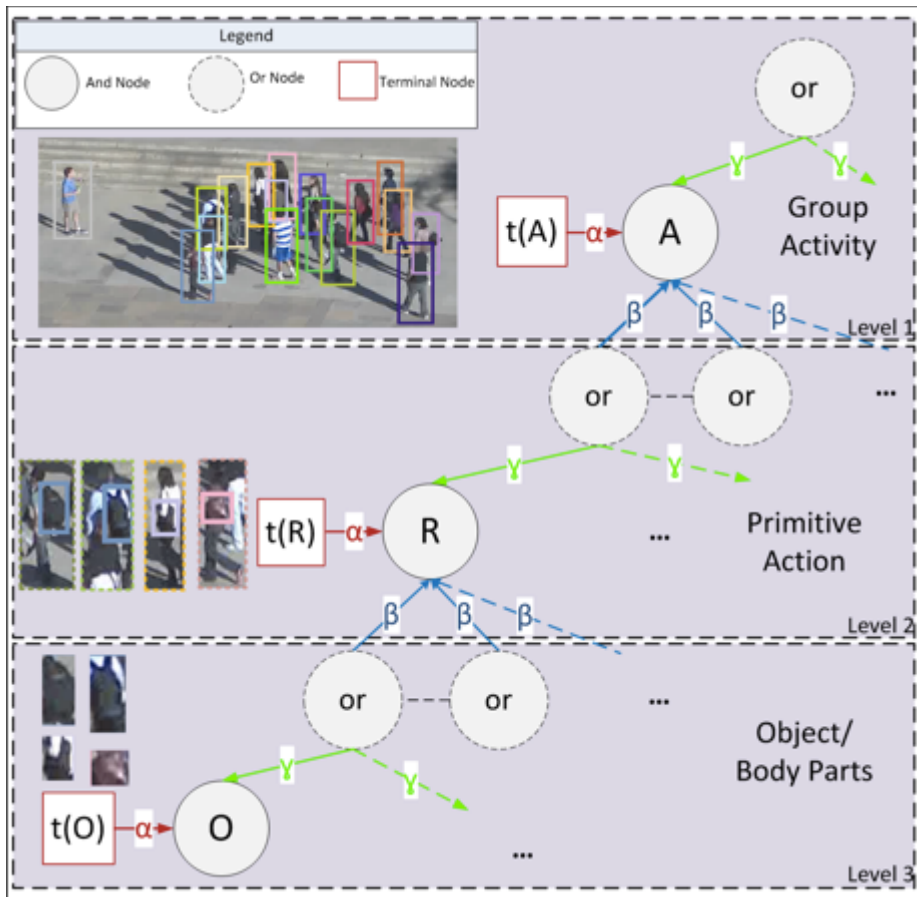 Legend
And Node
Or Node
Terminal Node
or
γ γ
t(A) α A
Group
Activity
β β β
Level 1
or or
...
γ γ
t(R) α R
...
Primitive
Action
β β β
Level 2
or or
...
Object/
Body Parts
γ γ
t(O) α O
...
Level 3